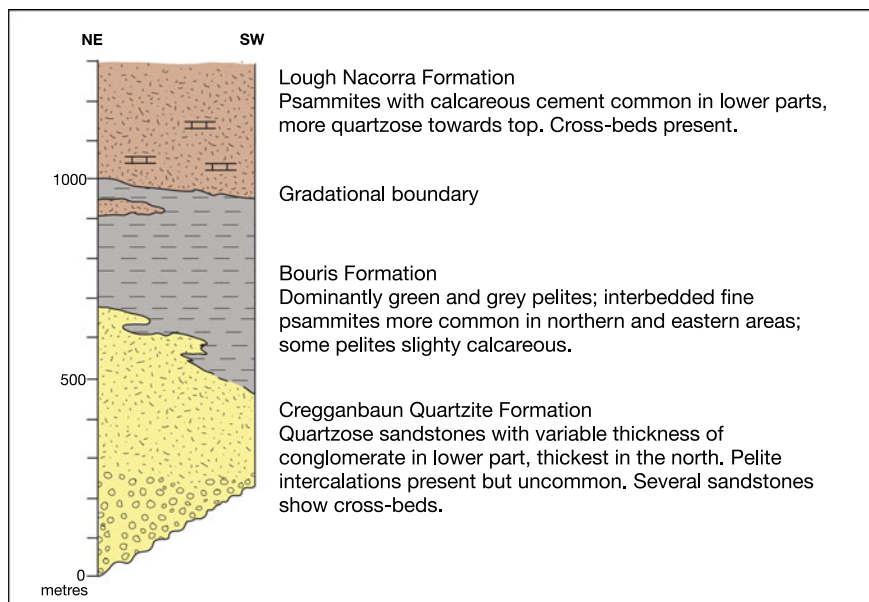 NE
SW
Lough Nacorra Formation
Psammites with calcareous cement common in lower parts,
more quartzose towards top. Cross-beds present.
1000
Gradational boundary
Bouris Formation
Dominantly green and grey pelites; interbedded fine
psammites more common in northern and eastern areas;
some pelites slighty calcareous.
500
Cregganbaun Quartzite Formation
Quartzose sandstones with variable thickness of
conglomerate in lower part, thickest in the north. Pelite
intercalations present but uncommon. Several sandstones
show cross-beds.
0
metres